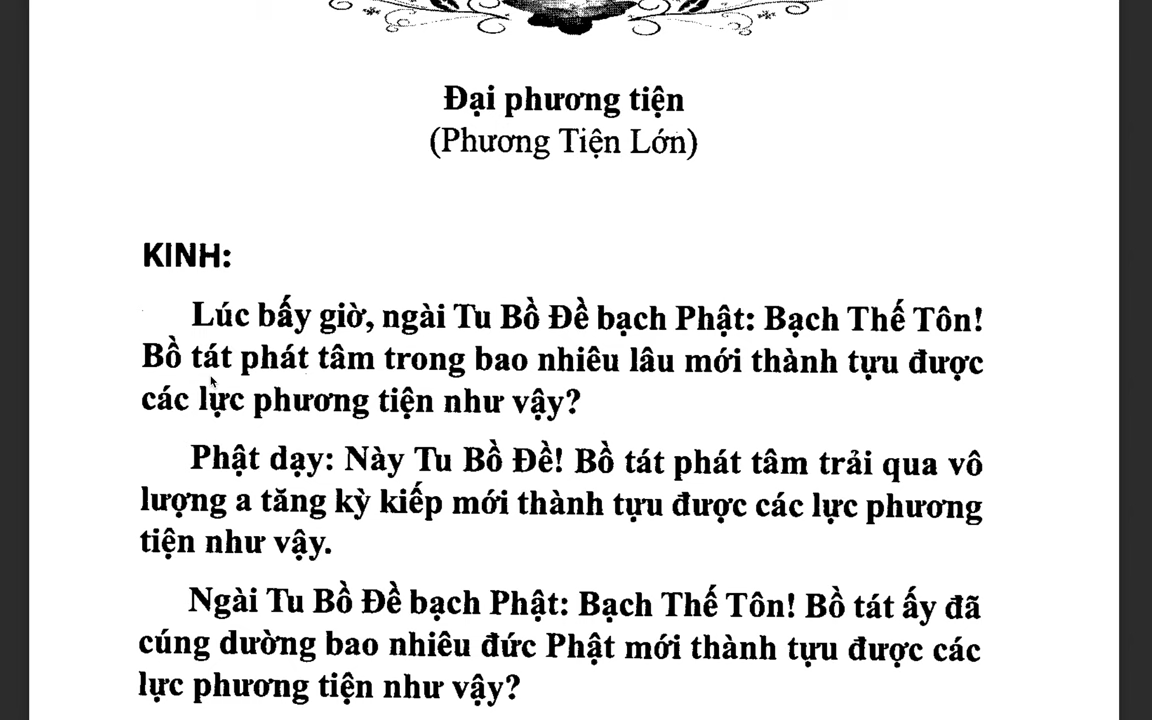 Đại phương tiện
(Phương Tiện Lớn)
KINH:
Lúc bấy giờ, ngài Tu Bồ Đề bạch Phật: Bạch Thế Tôn!
Bồ tát phát tâm trong bao nhiêu lâu mới thành tựu được
các lực phương tiện như vậy?
Phật dạy: Này Tu Bồ Đề! Bồ tát phát tâm trải qua vô
lượng a tăng kỳ kiếp mới thành tựu được các lực phương
tiện như vậy.
Ngài Tu Bồ Đề bạch Phật: Bạch Thế Tôn! Bồ tát ấy đã
cúng dường bao nhiêu đức Phật mới thành tựu được các
lực phương tiện như vậy?